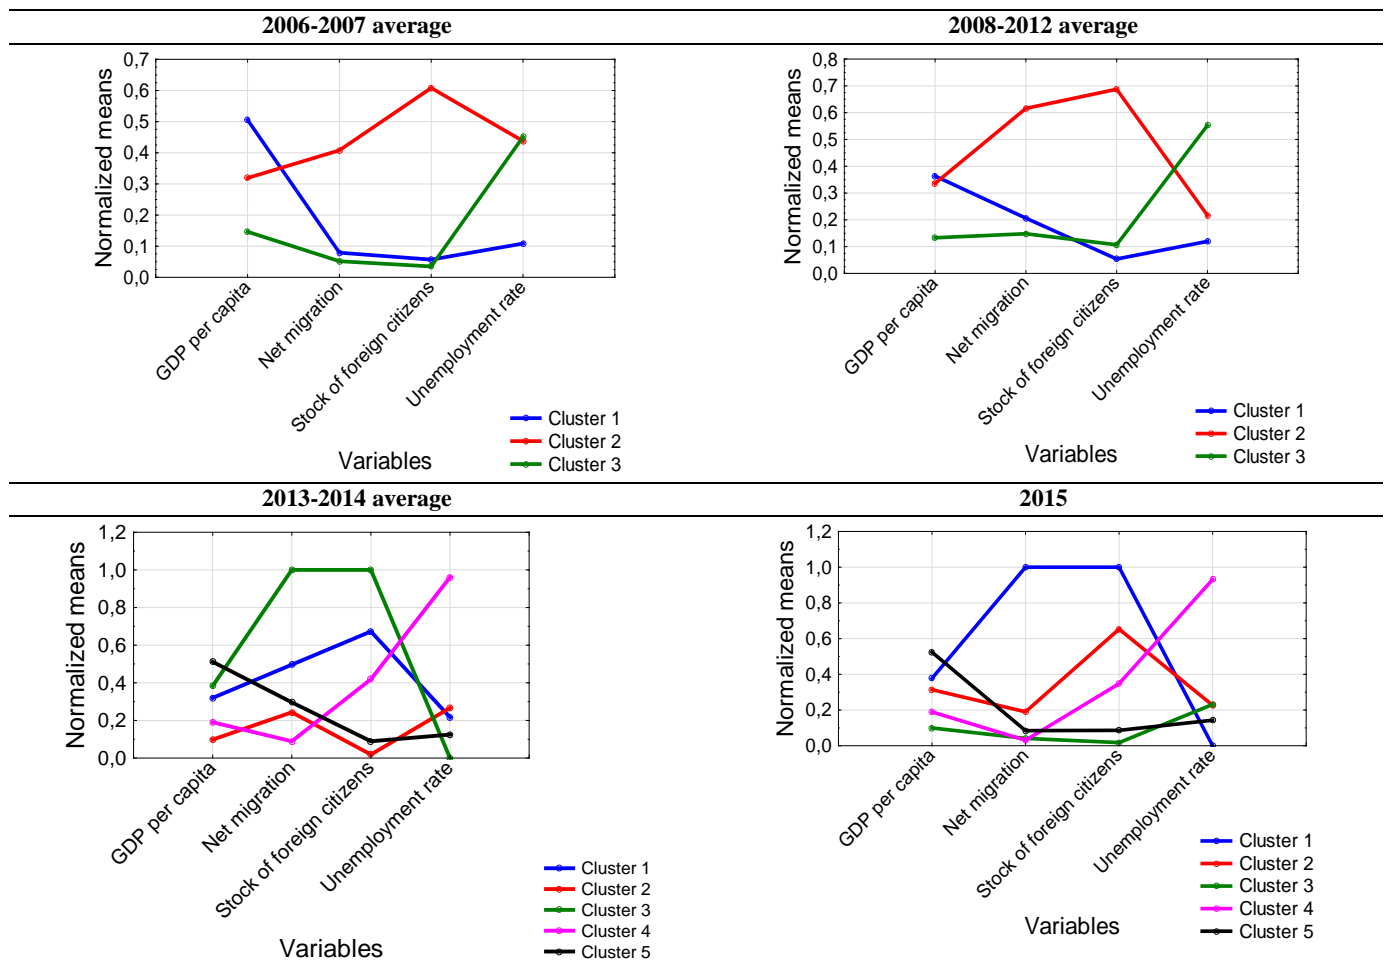 2006-2007 average
2008-2012 average
Normalized means
0,7
0,6
0,5
0,4
0,3
0,2
0,1
0,0
GDP per capita
Net migration
Stock of foreign citizens
Unemployment rate
Variables
Cluster 1
Cluster 2
Cluster 3
Normalized means
0,8
0,7
0,6
0,5
0,4
0,3
0,2
0,1
0,0
GDP per capita
Net migration
Stock of foreign citizens
Unemployment rate
Variables
Cluster 1
Cluster 2
Cluster 3
2013-2014 average
2015
Normalized means
1,2
1,0
0,8
0,6
0,4
0,2
0,0
GDP per capita
Net migration
Stock of foreign citizens
Unemployment rate
Variables
Cluster 1
Cluster 2
Cluster 3
Cluster 4
Cluster 5
Normalized means
1,2
1,0
0,8
0,6
0,4
0,2
0,0
GDP per capita
Net migration
Stock of foreign citizens
Unemployment rate
Variables
Cluster 1
Cluster 2
Cluster 3
Cluster 4
Cluster 5